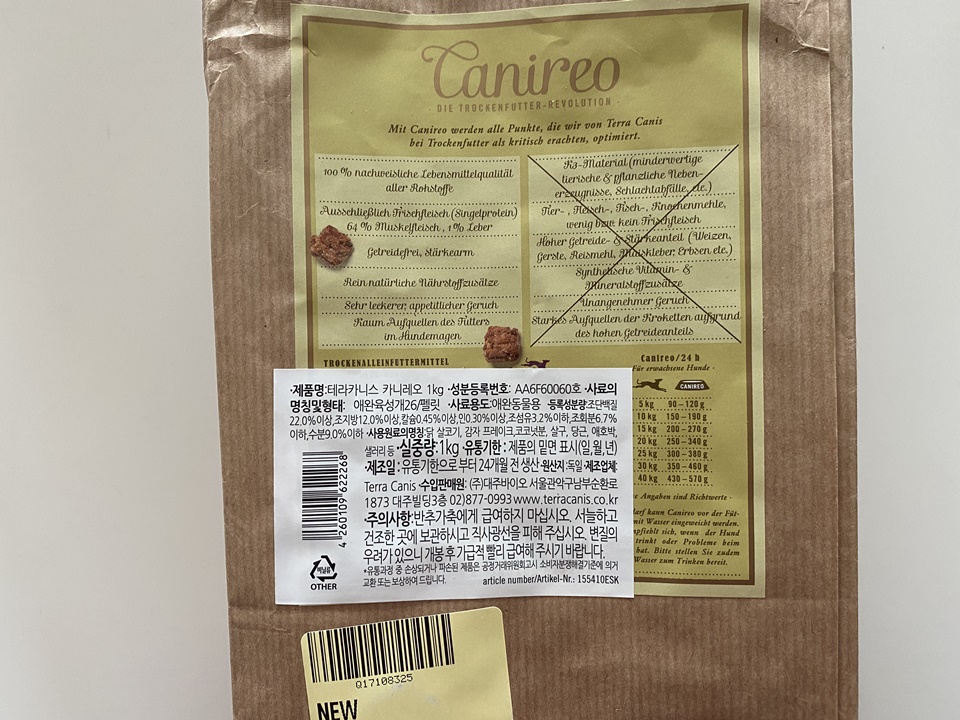 Canireo
· DIE TROCKENFUTTER-REVOLUTION ·
Mit Canireo werden alle Punkte, die wir von Terra Canis
bei Trockenfutter als kritisch erachten, optimiert.
100 % nachweisliche Lebensmittelqualität
aller Rohstoffe
Ausschließlich Frischfleisch (Singelprotein)
64 % Muskelfleisch , 1 % Leber
Getreidefrei, stärkearm
Rein natürliche Nährstoffzusätze
Sehr leckerer, appetitlicher Geruch
Kaum Aufquellen des Futters
im Hundemagen
K3-Material (minderwertige
tierische & pflanzliche Neben-
erzeugnisse, Schlachtabfälle, etc.)
Tier- , Fleisch-, Fisch-, Knochenmehle,
wenig bzw. kein Frischfleisch
Hoher Getreide- & Stärkeanteil (Weizen,
Gerste, Reismehl, Maiskleber, Erbsen etc.)
Synthetische Vitamin- &
Mineralstoffzusätze
Unangenehmer Geruch
Starkes Aufquellen der Kroketten aufgrund
des hohen Getreideanteils
TROCKENALLEINFUTTERMITTEL
Canireo/24 h
Für erwachsene Hunde ·
CANIREO
5 kg 90 – 120 g
10 kg 150 – 190 g
15 kg 200 – 270 g
20 kg 250 – 340 g
25 kg 300 – 380 g
30 kg 350 – 460 g
40 kg 430 – 570 g
Angaben sind Richtwerte ·
darf kann Canireo vor der Füt-
mit Wasser eingeweicht werden.
empfiehlt sich, wenn der Hund
trinkt oder Probleme beim
hat. Bitte stellen Sie zudem
Wasser zum Trinken bereit.
·제품명:테라카니스 카니레오 1kg ·성분등록번호: AA6F60060호 ·사료의
명칭및형태: 애완육성개26/펠릿 ·사료용도:애완동물용 ·등록성분량:조단백질
22.0%이상,조지방12.0%이상,칼슘0.45%이상,인0.30%이상,조섬유3.2%이하,조회분6.7%
이하,수분9.0%이하 ·사용원료의명칭:닭 살코기, 감자 프레이크,코코넛분, 살구, 당근, 애호박,
샐러리 등 ·실중량:1kg ·유통기한 : 제품의 밑면 표시(일,월,년)
·제조일 : 유통기한으로 부터 24개월 전 생산 ·원산지:독일 ·제조업체:
Terra Canis ·수입판매원: (주)대주바이오 서울관악구남부순환로
1873 대주빌딩3층 02)877-0993 www.terracanis.co.kr
·주의사항:반추가축에게 급여하지 마십시오. 서늘하고
건조한 곳에 보관하시고 직사광선을 피해 주십시오. 변질의
우려가 있으니 개봉 후 가급적 빨리 급여해 주시기 바랍니다.
*유통과정 중 손상되거나 파손된 제품은 공정거래위원회고시 소비자분쟁해결기준에 의거
교환 또는 보상하여 드립니다.
article number/Artikel-Nr.: 155410ESK
4 260109 622268
비닐류
OTHER
Q17108325
NEW